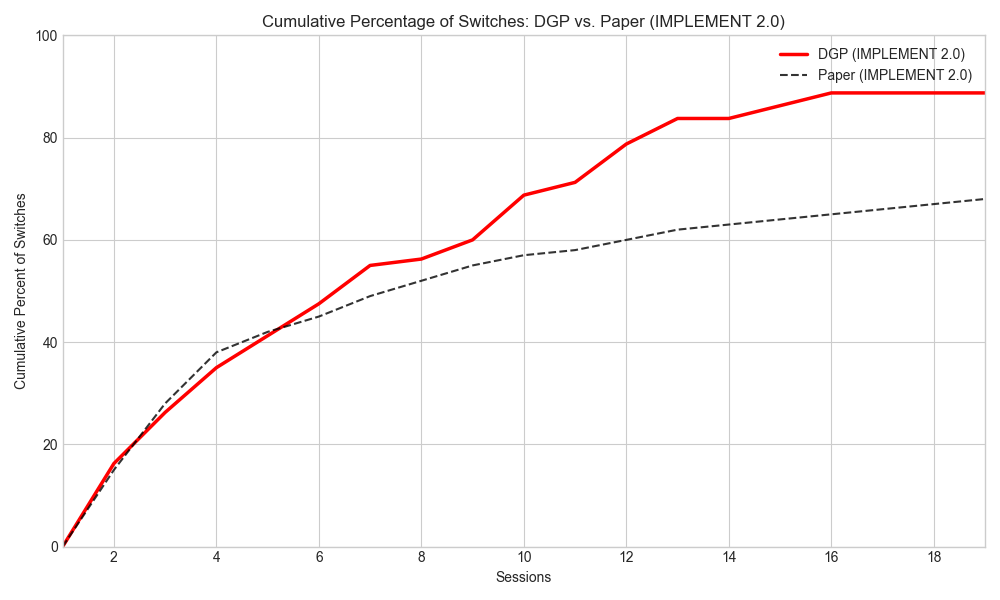 Cumulative Percentage of Switches: DGP vs. Paper (IMPLEMENT 2.0)
DGP (IMPLEMENT 2.0)
Paper (IMPLEMENT 2.0)
Cumulative Percent of Switches
100
80
60
40
20
0
2 4 6 8 10 12 14 16 18
Sessions